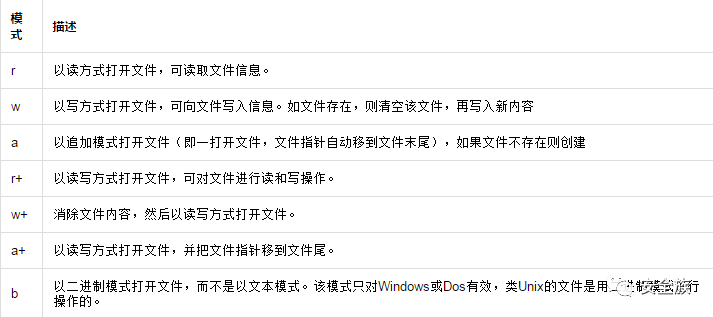 模式 描述
r 以读方式打开文件，可读取文件信息。
w 以写方式打开文件，可向文件写入信息。如文件存在，则清空该文件，再写入新内容
a 以追加模式打开文件（即一打开文件，文件指针自动移到文件末尾），如果文件不存在则创建
r+ 以读写方式打开文件，可对文件进行读和写操作。
w+ 消除文件内容，然后以读写方式打开文件。
a+ 以读写方式打开文件，并把文件指针移到文件尾。
b 以二进制模式打开文件，而不是以文本模式。该模式只对Windows或Dos有效，类Unix的文件是用二进制 行
操作的。
安全族